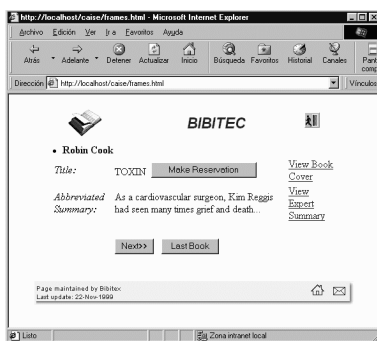 http://localhost/caise/frames.html - Microsoft Internet Explorer
Archivo Edición Ver Ir a Favoritos Ayuda
Atrás Adelante Detener Actualizar Inicio Búsqueda Favoritos Historial Canales Pant
comp
Dirección http://localhost/caise/frames.html Vínculos
BIBITEC
• Robin Cook
Title: TOXIN Make Reservation
View Book
Cover
Abbreviated Summary: As a cardiovascular surgeon, Kim Reggis
had seen many times grief and death...
View
Expert
Summary
Next>> Last Book
Page maintained by Bibitex
Last update: 22-Nov-1999
Listo Zona intranet local